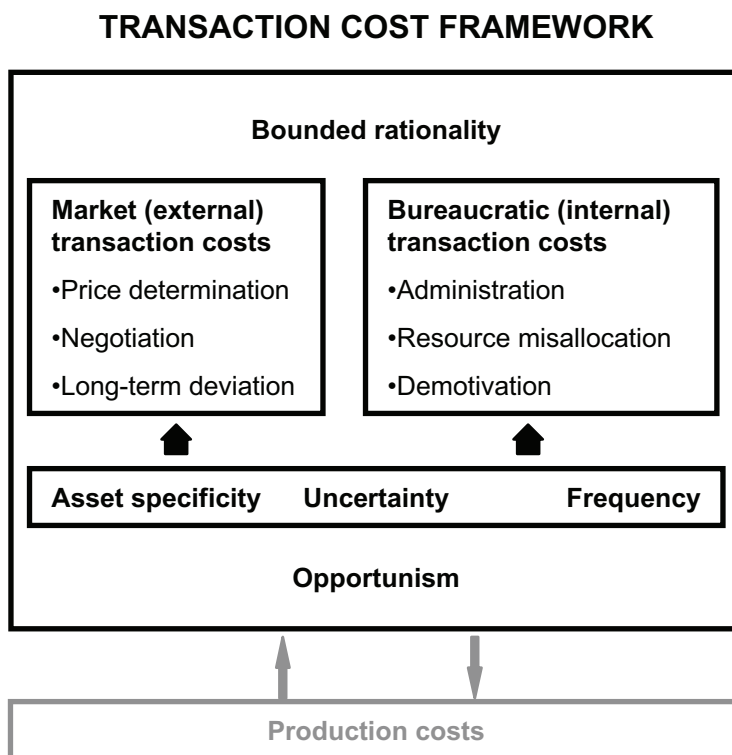 TRANSACTION COST FRAMEWORK
Bounded rationality
Market (external)
transaction costs
•Price determination
•Negotiation
•Long-term deviation
Bureaucratic (internal)
transaction costs
•Administration
•Resource misallocation
•Demotivation
Asset specificity Uncertainty Frequency
Opportunism
Production costs